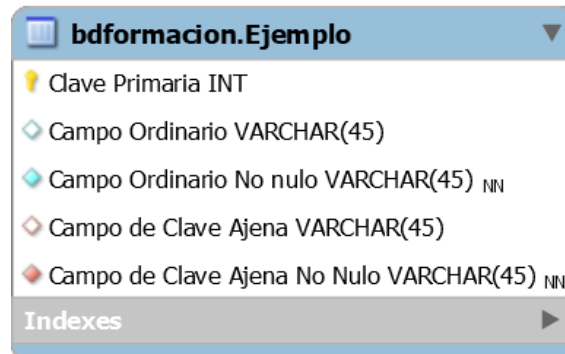 bdformacion.Ejemplo
Clave Primaria INT
Campo Ordinario VARCHAR(45)
Campo Ordinario No nulo VARCHAR(45) NN
Campo de Clave Ajena VARCHAR(45)
Campo de Clave Ajena No Nulo VARCHAR(45) NN
Indexes